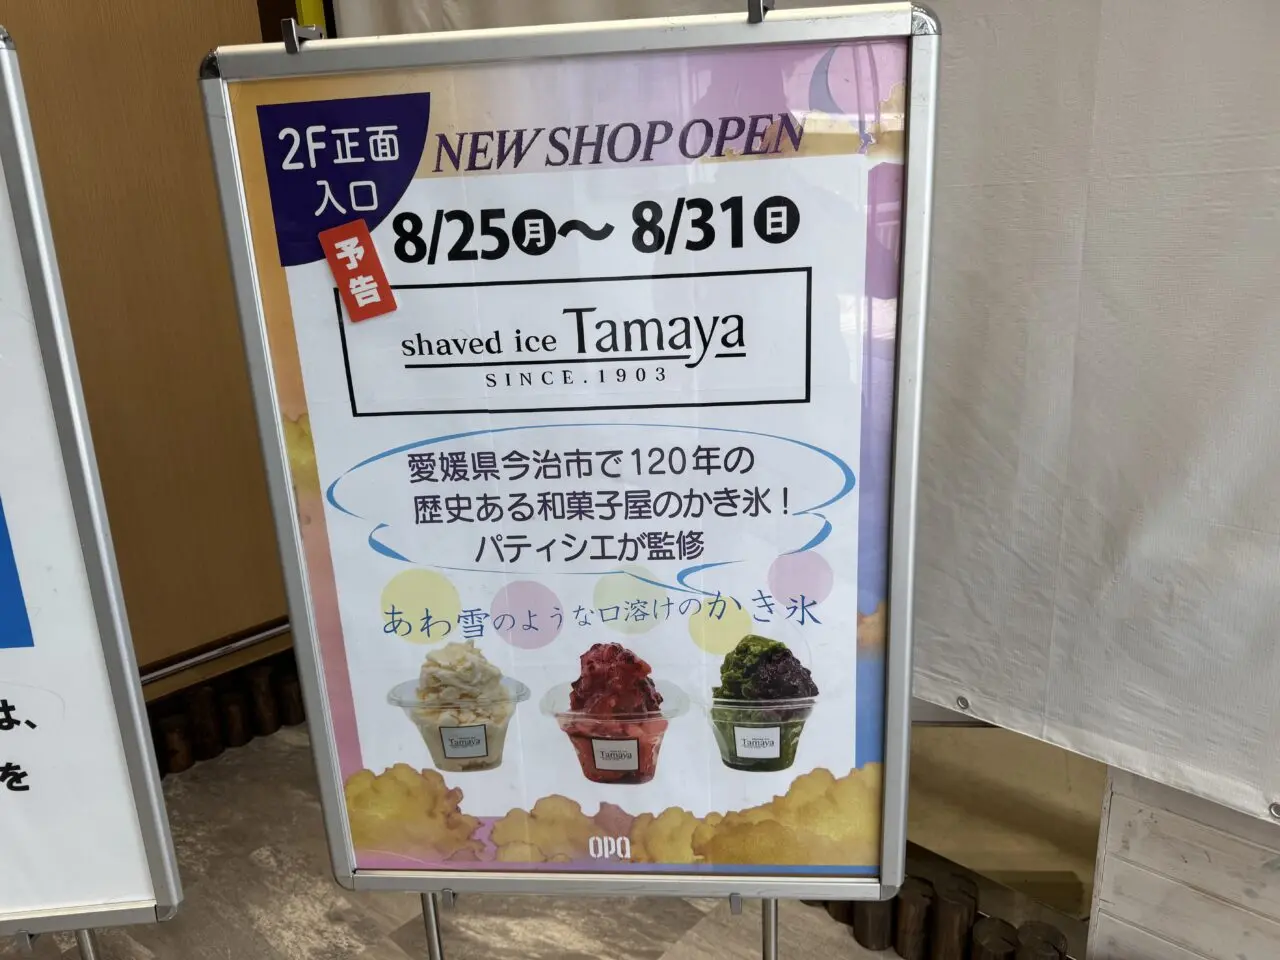 2F正面
入口
NEW SHOP OPEN
予告
8/25月～8/31日
shaved ice Tamaya
SINCE.1903
愛媛県今治市で120年の
歴史ある和菓子屋のかき氷！
パティシエが監修
あわ雪のような口溶けのかき氷
Tamaya
Tamaya
Tamaya
OPA
は、
を